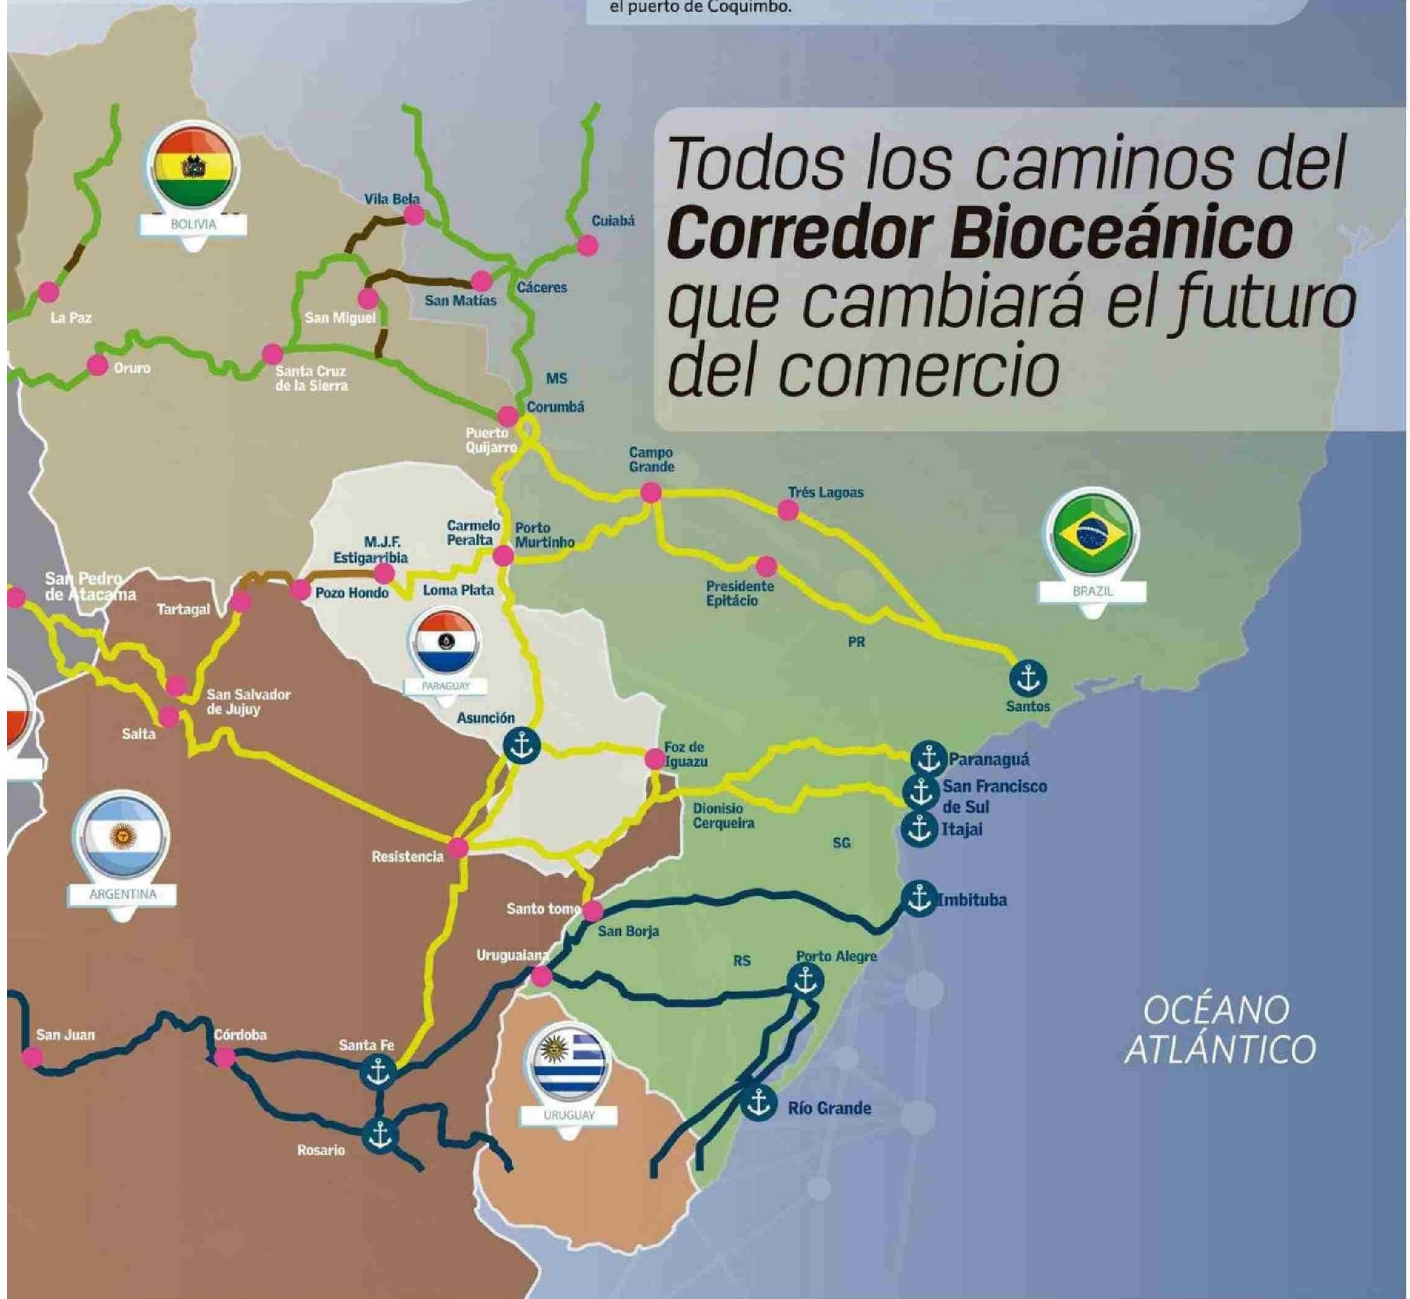 el puerto de Coquimbo.
Todos los caminos del
Corredor Bioceánico
que cambiará el futuro
del comercio
BOLIVIA
Vila Bela
Cuiabá
La Paz
San Miguel
San Matías
Cáceres
Oruro
Santa Cruz
de la Sierra
MS
Corumbá
Puerto
Quijarro
Campo
Grande
Trés Lagoas
Carmelo
Peralta
Porto
Murtinho
M.J.F.
Estigarribia
San Pedro
de Atacama
Tartagal
Pozo Hondo
Loma Plata
Presidente
Epitácio
BRAZIL
PR
PARAGUAY
San Salvador
de Jujuy
Salta
Asunción
Santos
Foz de
Iguazu
Paranaguá
San Francisco
de Sul
Itajai
Dionisio
Cerqueira
SG
Resistencia
ARGENTINA
Santo tome
San Borja
Imbituba
Uruguaiana
RS
Porto Alegre
OCÉANO
ATLÁNTICO
San Juan
Córdoba
Santa Fe
URUGUAY
Río Grande
Rosario